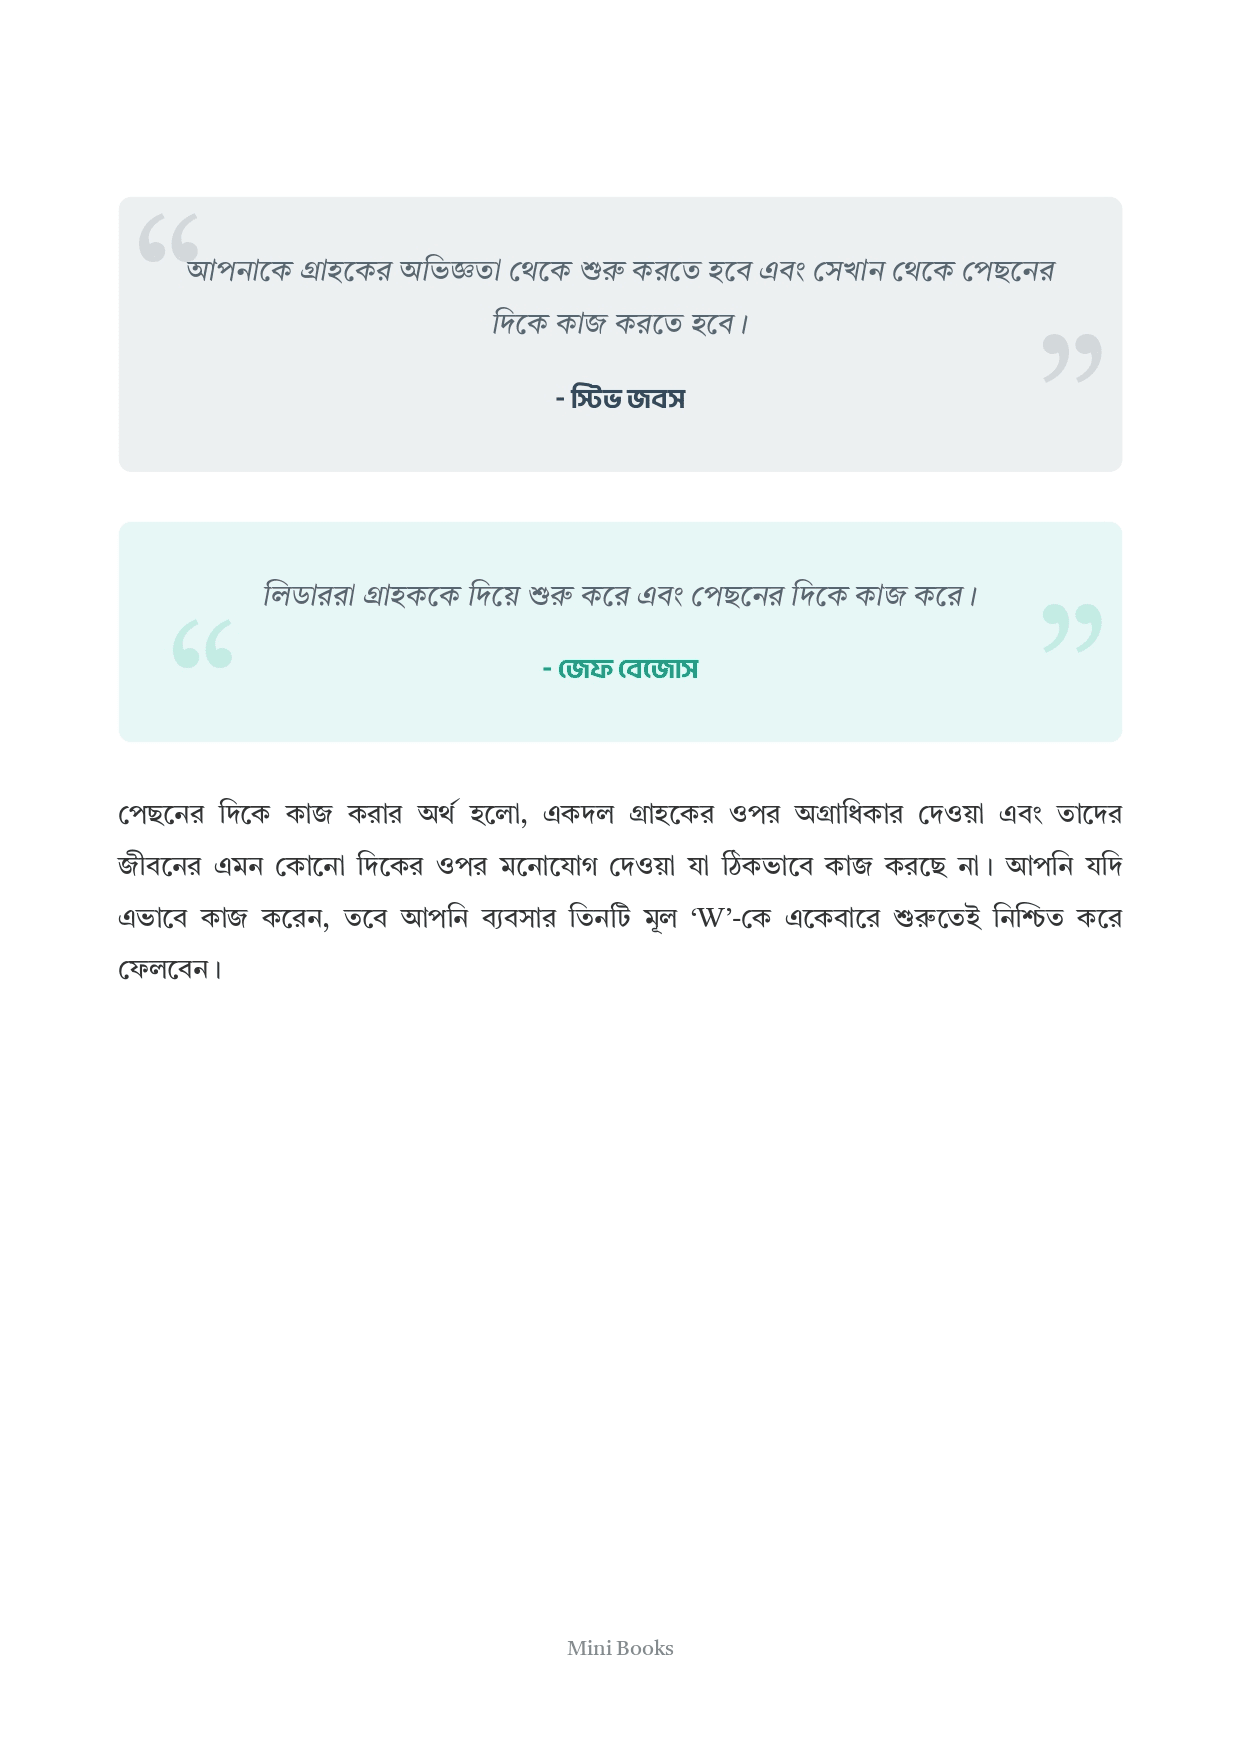 “আপনাকে গ্রাহকের অভিজ্ঞতা থেকে শুরু করতে হবে এবং সেখান থেকে পেছনের
দিকে কাজ করতে হবে।”
- স্টিভ জবস
“লিডাররা গ্রাহককে দিয়ে শুরু করে এবং পেছনের দিকে কাজ করে।”
- জেফ বেজোস
পেছনের দিকে কাজ করার অর্থ হলো, একদল গ্রাহকের ওপর অগ্রাধিকার দেওয়া এবং তাদের
জীবনের এমন কোনো দিকের ওপর মনোযোগ দেওয়া যা ঠিকভাবে কাজ করছে না। আপনি যদি
এভাবে কাজ করেন, তবে আপনি ব্যবসার তিনটি মূল ‘W’-কে একেবারে শুরুতেই নিশ্চিত করে
ফেলবেন।
Mini Books